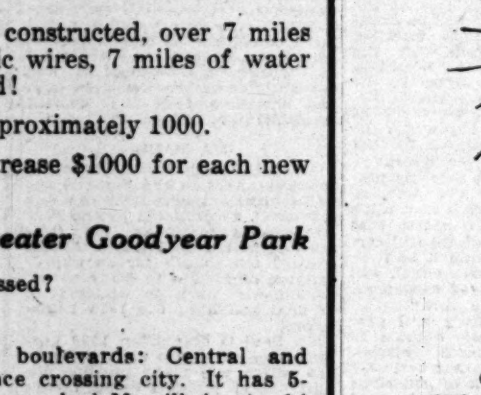 constructed, over 7 miles
wires, 7 miles of water
proximately 1000.
rease $1000 for each new
eater Goodyear Park
ssed?
boulevards: Central and
nce crossing city. It has 5-